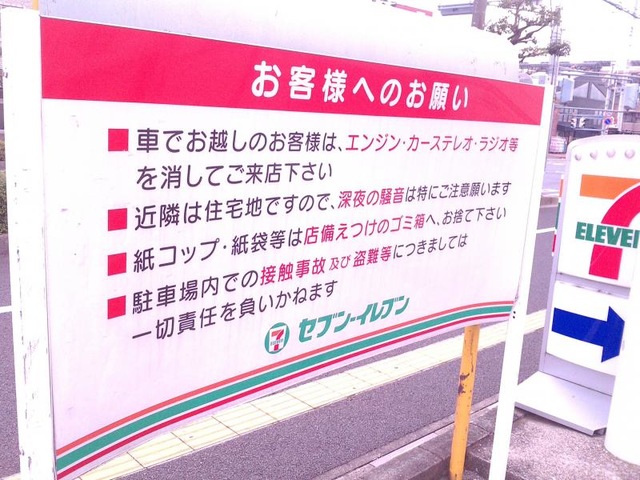 お客様へのお願い
■車でお越しのお客様は、エンジン・カーステレオ・ラジオ等
を消してご来店下さい
■近隣は住宅地ですので、深夜の騒音は特にご注意願います
■紙コップ・紙袋等は店備えつけのゴミ箱へ、お捨て下さい
■駐車場内での接触事故及び盗難等につきましては
一切責任を負いかねます
7 ELEVEn セブン-イレブン
7
ELEVEn